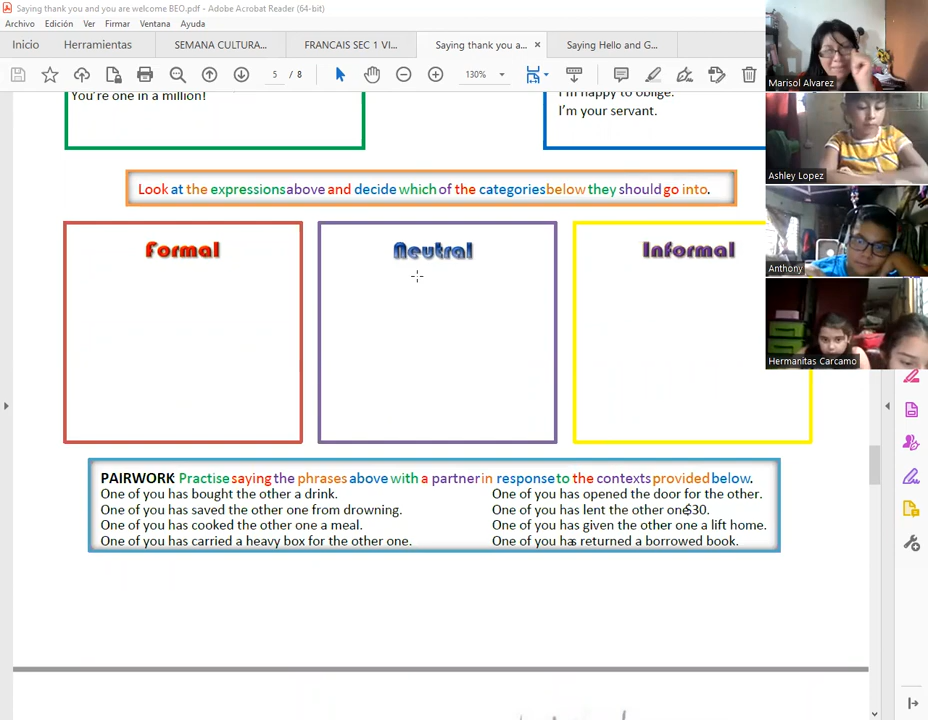 Saying thank you and you are welcome BEO.pdf - Adobe Acrobat Reader (64-bit)
Archivo Edición Ver Firmar Ventana Ayuda
Inicio Herramientas SEMANA CULTURA... FRANCAIS SEC 1 VI... Saying thank you a... × Saying Hello and G...
5 / 8 130%
You're one in a million!
I'm happy to oblige.
I'm your servant.
Look at the expressions above and decide which of the categories below they should go into.
Formal
Neutral
Informal
PAIRWORK Practise saying the phrases above with a partner in response to the contexts provided below.
One of you has bought the other a drink.
One of you has saved the other one from drowning.
One of you has cooked the other one a meal.
One of you has carried a heavy box for the other one.
One of you has opened the door for the other.
One of you has lent the other one $30.
One of you has given the other one a lift home.
One of you has returned a borrowed book.
Marisol Alvarez
Ashley Lopez
Anthony
Hermanitas Carcamo